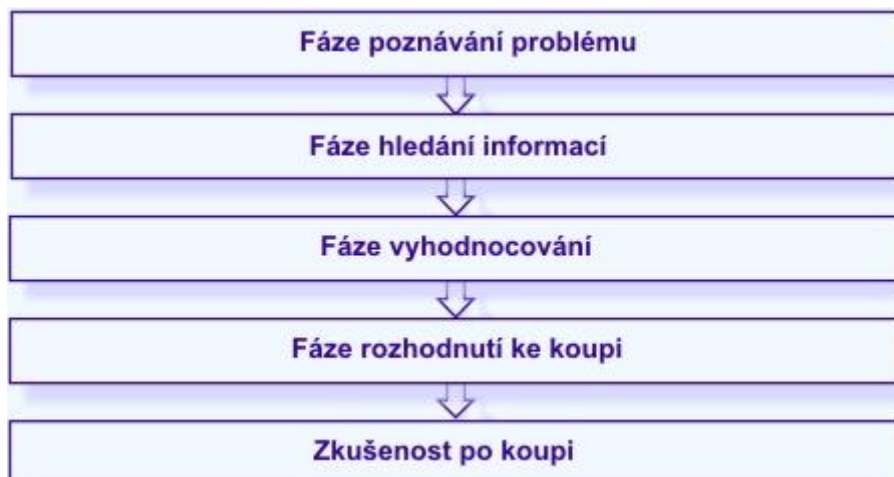 Fáze poznávání problému
Fáze hledání informací
Fáze vyhodnocování
Fáze rozhodnutí ke koupi
Zkušenost po koupi